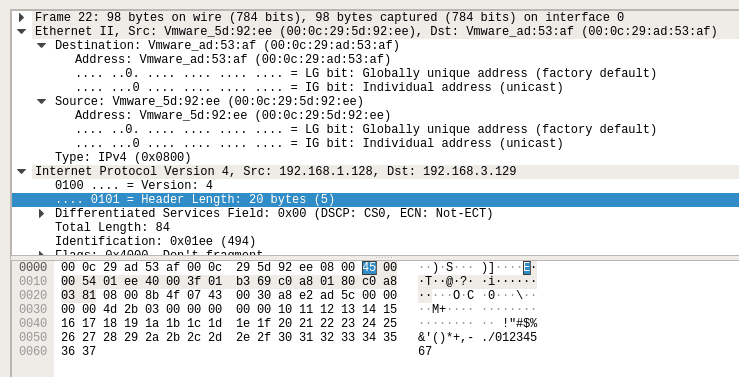 Frame 22: 98 bytes on wire (784 bits), 98 bytes captured (784 bits) on interface 0
Ethernet II, Src: Vmware_5d:92:ee (00:0c:29:5d:92:ee), Dst: Vmware_ad:53:af (00:0c:29:ad:53:af)
Destination: Vmware_ad:53:af (00:0c:29:ad:53:af)
Address: Vmware_ad:53:af (00:0c:29:ad:53:af)
.... ..0. .... .... .... .... = LG bit: Globally unique address (factory default)
.... ...0 .... .... .... .... = IG bit: Individual address (unicast)
Source: Vmware_5d:92:ee (00:0c:29:5d:92:ee)
Address: Vmware_5d:92:ee (00:0c:29:5d:92:ee)
.... ..0. .... .... .... .... = LG bit: Globally unique address (factory default)
.... ...0 .... .... .... .... = IG bit: Individual address (unicast)
Type: IPv4 (0x0800)
Internet Protocol Version 4, Src: 192.168.1.128, Dst: 192.168.3.129
0100 .... = Version: 4
.... 0101 = Header Length: 20 bytes (5)
Differentiated Services Field: 0x00 (DSCP: CS0, ECN: Not-ECT)
Total Length: 84
Identification: 0x01ee (494)
Flags: 0x4000, Don't fragment
0000 00 0c 29 ad 53 af 00 0c 29 5d 92 ee 08 00 45 00 ··)·S··· )]····E·
0010 00 54 01 ee 40 00 3f 01 b3 69 c0 a8 01 80 c0 a8 ·T··@·?· ·i······
0020 03 81 08 00 8b 4f 07 43 00 30 a8 e2 ad 5c 00 00 ·····O·C ·0···\··
0030 00 00 4d 2b 03 00 00 00 00 00 10 11 12 13 14 15 ··M+···· ········
0040 16 17 18 19 1a 1b 1c 1d 1e 1f 20 21 22 23 24 25 ········ ·· !"#$%
0050 26 27 28 29 2a 2b 2c 2d 2e 2f 30 31 32 33 34 35 &'()*+,- ./012345
0060 36 37 67